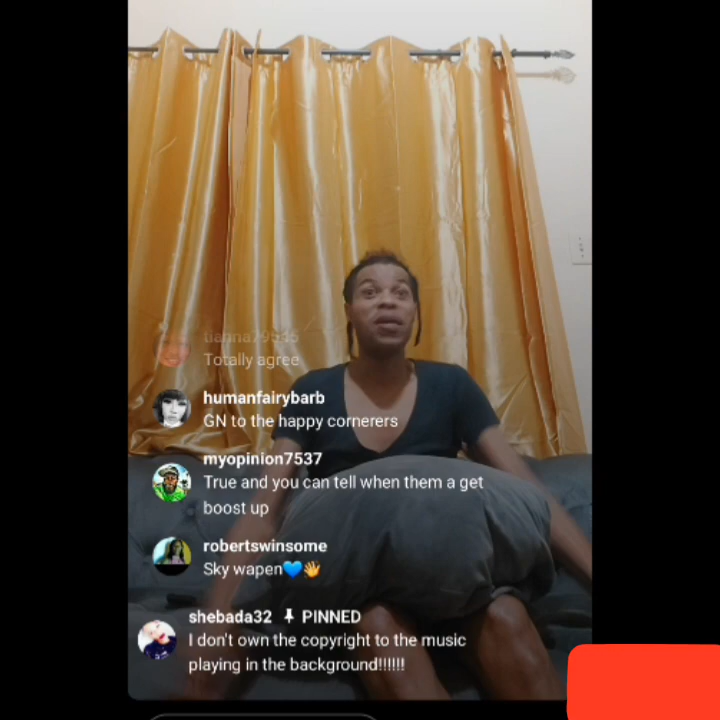 tianna79545
Totally agree
humanfairybarb
GN to the happy cornerers
myopinion7537
True and you can tell when them a get
boost up
robertswinsome
Sky wapen💙👋
shebada32 📌 PINNED
I don't own the copyright to the music
playing in the background!!!!!!